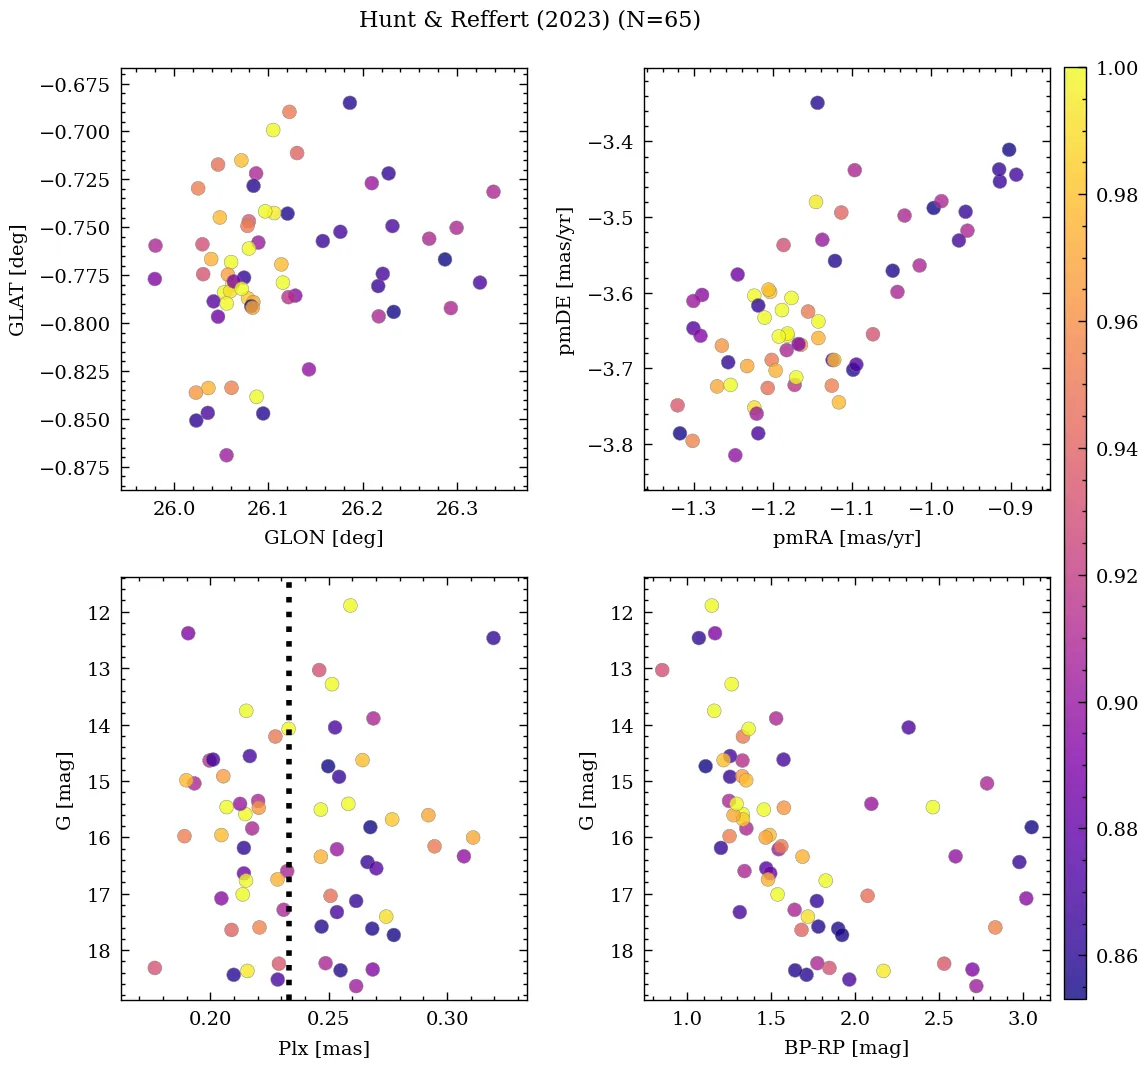 Hunt & Reffert (2023) (N=65)
−0.675
−0.700
−0.725
−0.750
−0.775
−0.800
−0.825
−0.850
−0.875
GLAT [deg]
26.0 26.1 26.2 26.3
GLON [deg]
−3.4
−3.5
−3.6
−3.7
−3.8
pmDE [mas/yr]
−1.3 −1.2 −1.1 −1.0 −0.9
pmRA [mas/yr]
12
13
14
15
16
17
18
G [mag]
0.20 0.25 0.30
Plx [mas]
12
13
14
15
16
17
18
G [mag]
1.0 1.5 2.0 2.5 3.0
BP-RP [mag]
1.00
0.98
0.96
0.94
0.92
0.90
0.88
0.86